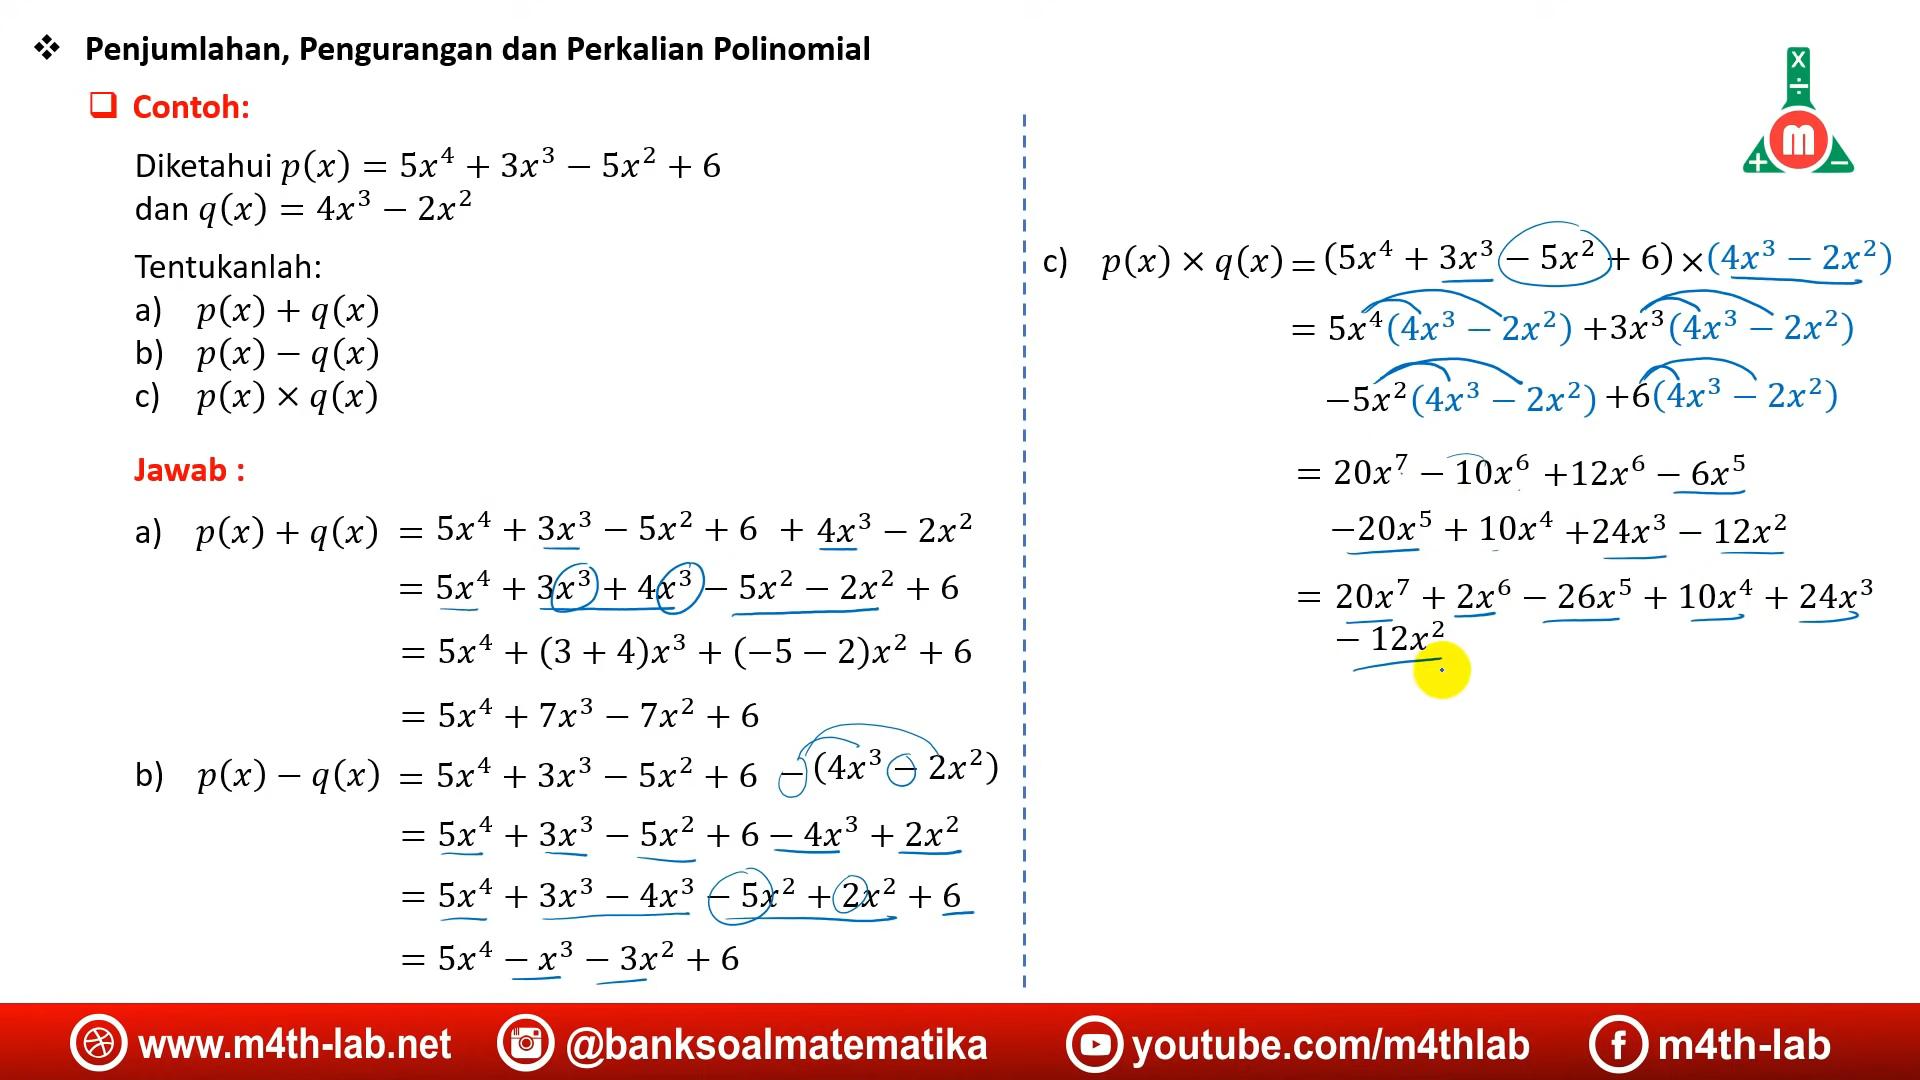 ❖ Penjumlahan, Pengurangan dan Perkalian Polinomial
❑ Contoh:
Diketahui p(x) = 5x⁴ + 3x³ − 5x² + 6
dan q(x) = 4x³ − 2x²
Tentukanlah:
a) p(x) + q(x)
b) p(x) − q(x)
c) p(x) × q(x)
Jawab :
a) p(x) + q(x) = 5x⁴ + 3x³ − 5x² + 6 + 4x³ − 2x²
= 5x⁴ + 3x³ + 4x³ − 5x² − 2x² + 6
= 5x⁴ + (3 + 4)x³ + (−5 − 2)x² + 6
= 5x⁴ + 7x³ − 7x² + 6
b) p(x) − q(x) = 5x⁴ + 3x³ − 5x² + 6 − (4x³ − 2x²)
= 5x⁴ + 3x³ − 5x² + 6 − 4x³ + 2x²
= 5x⁴ + 3x³ − 4x³ − 5x² + 2x² + 6
= 5x⁴ − x³ − 3x² + 6
c) p(x) × q(x) = (5x⁴ + 3x³ − 5x² + 6) × (4x³ − 2x²)
= 5x⁴(4x³ − 2x²) +3x³(4x³ − 2x²)
−5x²(4x³ − 2x²) +6(4x³ − 2x²)
= 20x⁷ − 10x⁶ +12x⁶ − 6x⁵
−20x⁵ + 10x⁴ +24x³ − 12x²
= 20x⁷ + 2x⁶ − 26x⁵ + 10x⁴ + 24x³
− 12x²
x
÷
m
+ −
www.m4th-lab.net @banksoalmatematika youtube.com/m4thlab m4th-lab